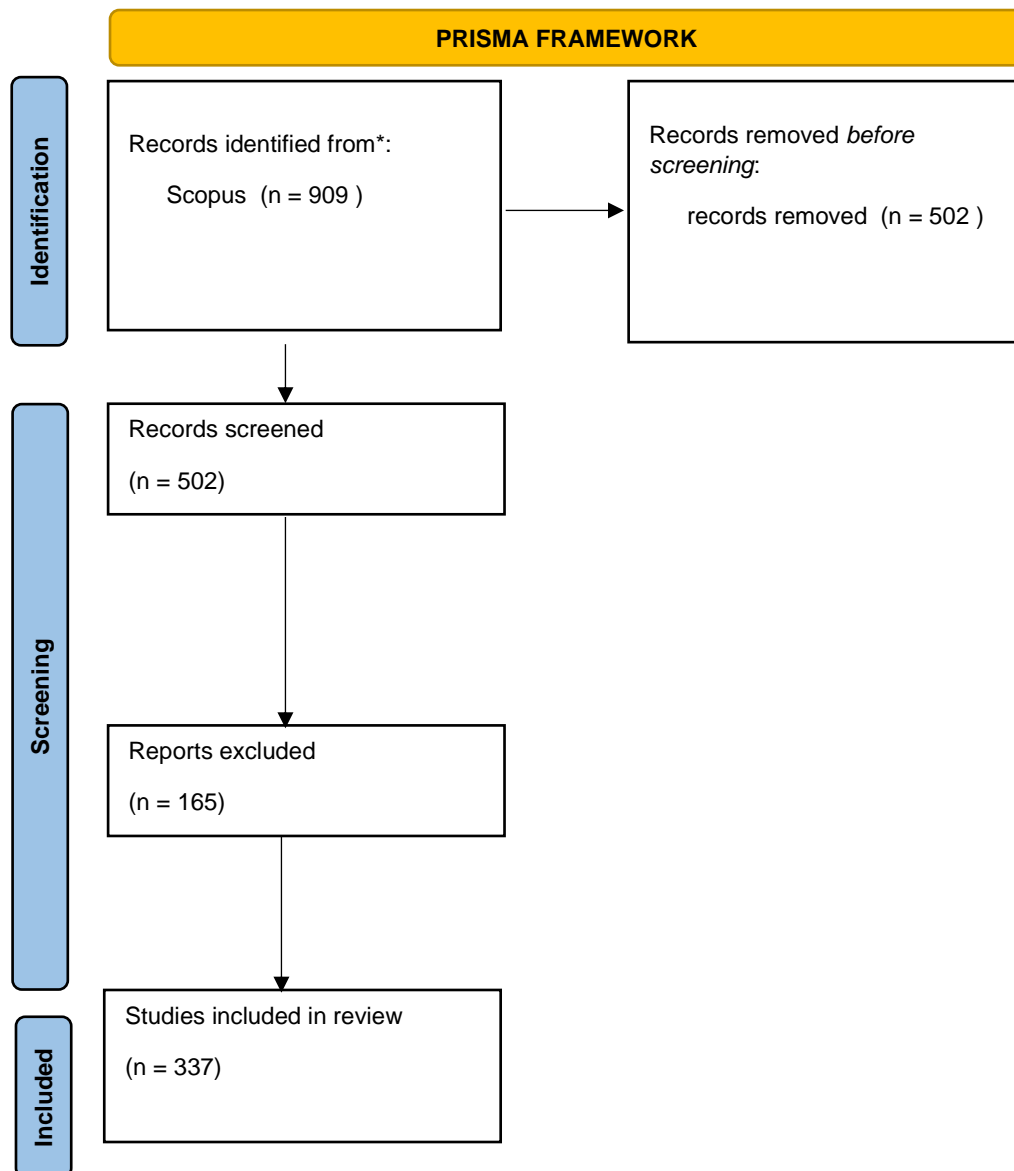 PRISMA FRAMEWORK
Identification
Records identified from*:
Scopus (n = 909 )
Records removed before
screening:
records removed (n = 502 )
Screening
Records screened
(n = 502)
Reports excluded
(n = 165)
Included
Studies included in review
(n = 337)